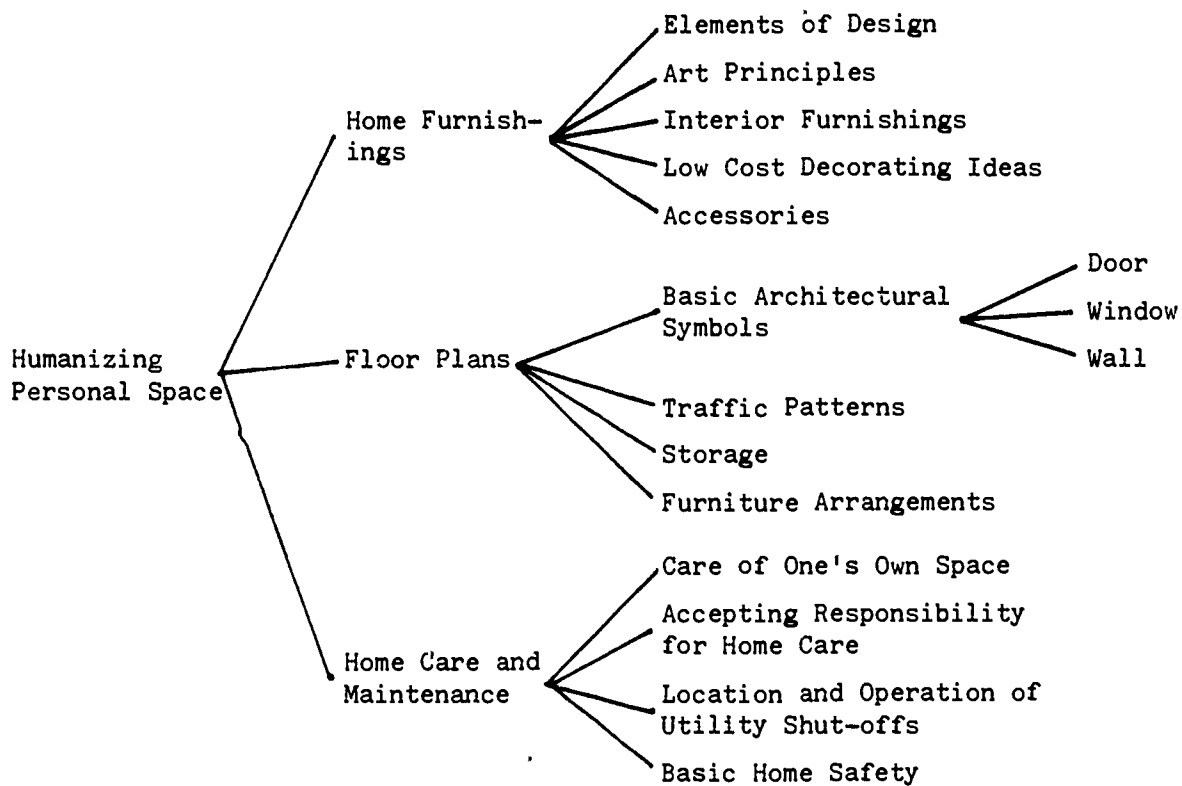 Elements of Design
Art Principles
Home Furnish-
ings
Interior Furnishings
Low Cost Decorating Ideas
Accessories
Door
Basic Architectural
Symbols
Window
Wall
Humanizing
Personal Space
Floor Plans
Traffic Patterns
Storage
Furniture Arrangements
Care of One's Own Space
Accepting Responsibility
for Home Care
Home Care and
Maintenance
Location and Operation of
Utility Shut-offs
Basic Home Safety